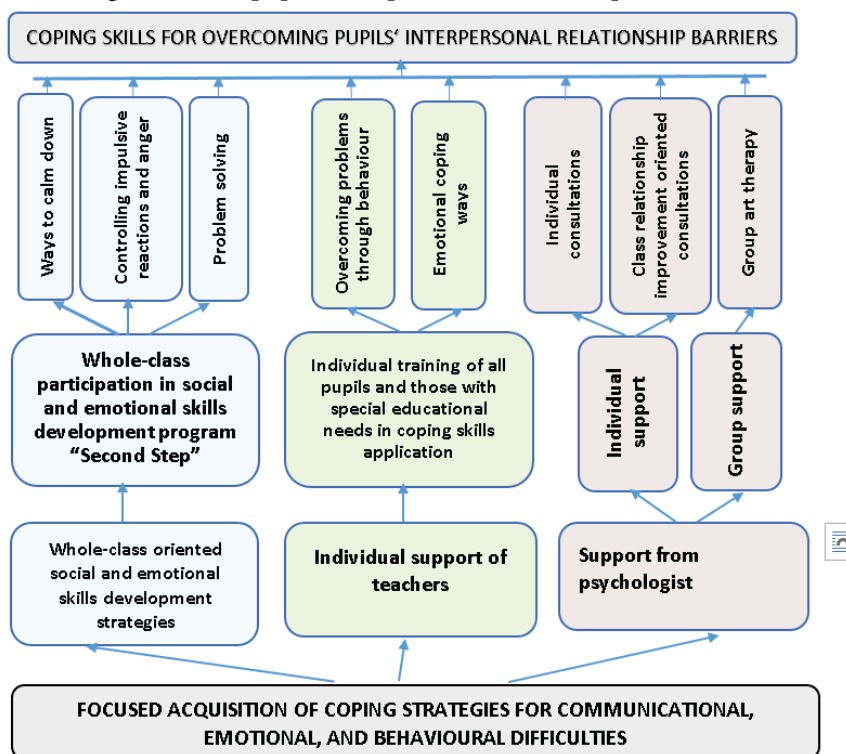 COPING SKILLS FOR OVERCOMING PUPILS‘ INTERPERSONAL RELATIONSHIP BARRIERS
Ways to calm down
Controlling impulsive
reactions and anger
Problem solving
Overcoming problems
through behaviour
Emotional coping
ways
Individual
consultations
Class relationship
improvement oriented
consultations
Group art therapy
Whole-class
participation in social
and emotional skills
development program
“Second Step”
Individual training of all
pupils and those with
special educational
needs in coping skills
application
Individual
support
Group support
Whole-class oriented
social and emotional
skills development
strategies
Individual support of
teachers
Support from
psychologist
FOCUSED ACQUISITION OF COPING STRATEGIES FOR COMMUNICATIONAL,
EMOTIONAL, AND BEHAVIOURAL DIFFICULTIES